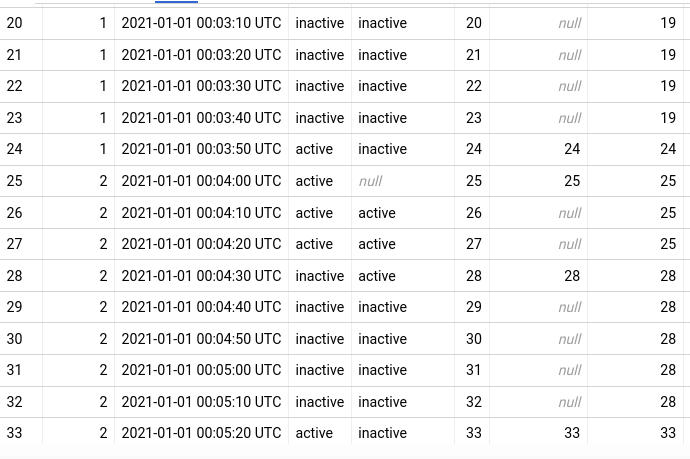 20 1 2021-01-01 00:03:10 UTC inactive inactive 20 null 19
21 1 2021-01-01 00:03:20 UTC inactive inactive 21 null 19
22 1 2021-01-01 00:03:30 UTC inactive inactive 22 null 19
23 1 2021-01-01 00:03:40 UTC inactive inactive 23 null 19
24 1 2021-01-01 00:03:50 UTC active inactive 24 24 24
25 2 2021-01-01 00:04:00 UTC active null 25 25 25
26 2 2021-01-01 00:04:10 UTC active active 26 null 25
27 2 2021-01-01 00:04:20 UTC active active 27 null 25
28 2 2021-01-01 00:04:30 UTC inactive active 28 28 28
29 2 2021-01-01 00:04:40 UTC inactive inactive 29 null 28
30 2 2021-01-01 00:04:50 UTC inactive inactive 30 null 28
31 2 2021-01-01 00:05:00 UTC inactive inactive 31 null 28
32 2 2021-01-01 00:05:10 UTC inactive inactive 32 null 28
33 2 2021-01-01 00:05:20 UTC active inactive 33 33 33